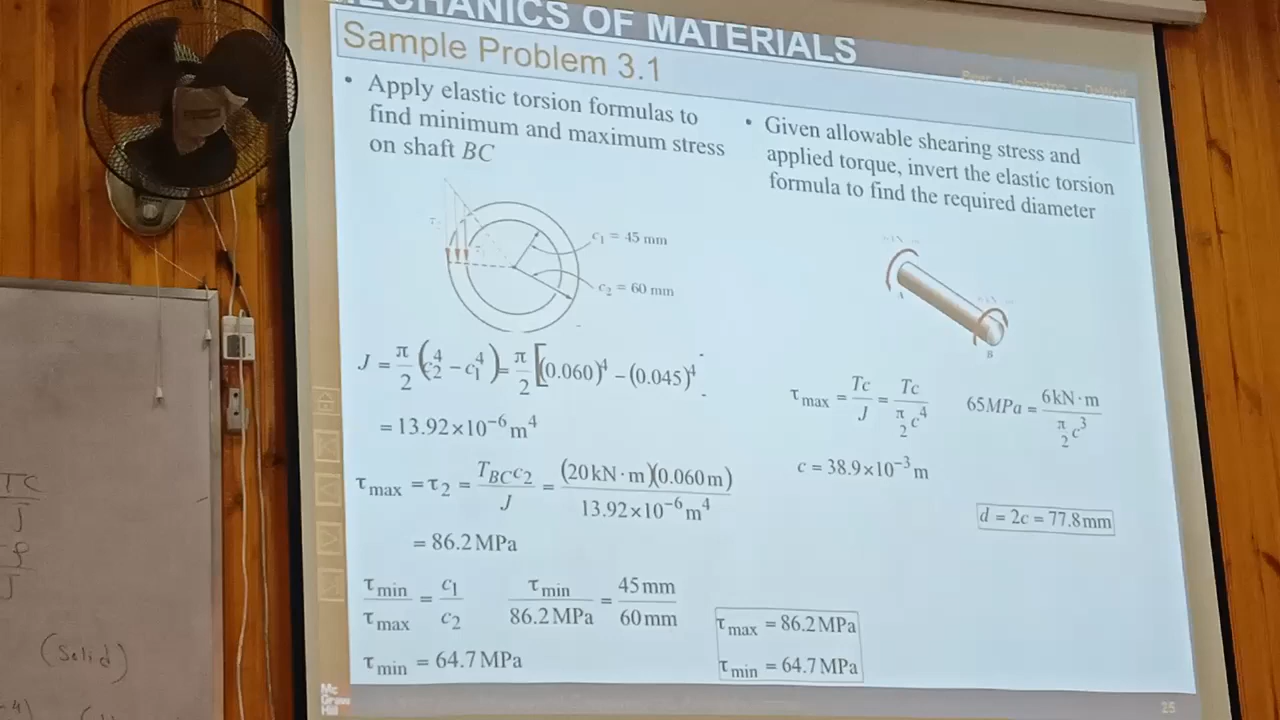 MECHANICS OF MATERIALS
Sample Problem 3.1
• Apply elastic torsion formulas to
find minimum and maximum stress
on shaft BC
c₁ = 45 mm
c₂ = 60 mm
J = π/2 (c₂⁴ − c₁⁴) = π/2 [(0.060)⁴ − (0.045)⁴
= 13.92×10⁻⁶ m⁴
τmax = τ₂ = T_BC c₂ / J = (20 kN·m)(0.060 m) / 13.92×10⁻⁶ m⁴
= 86.2 MPa
τmin/τmax = c₁/c₂   τmin/86.2 MPa = 45 mm/60 mm
τmin = 64.7 MPa
τmax = 86.2 MPa
τmin = 64.7 MPa
• Given allowable shearing stress and
applied torque, invert the elastic torsion
formula to find the required diameter
A
B
τmax = Tc/J = Tc / (π/2 c⁴)   65 MPa = 6 kN·m / (π/2 c³)
c = 38.9×10⁻³ m
d = 2c = 77.8 mm
Mc
Graw
Hill
25
TC
J
ρ
J
(Solid)